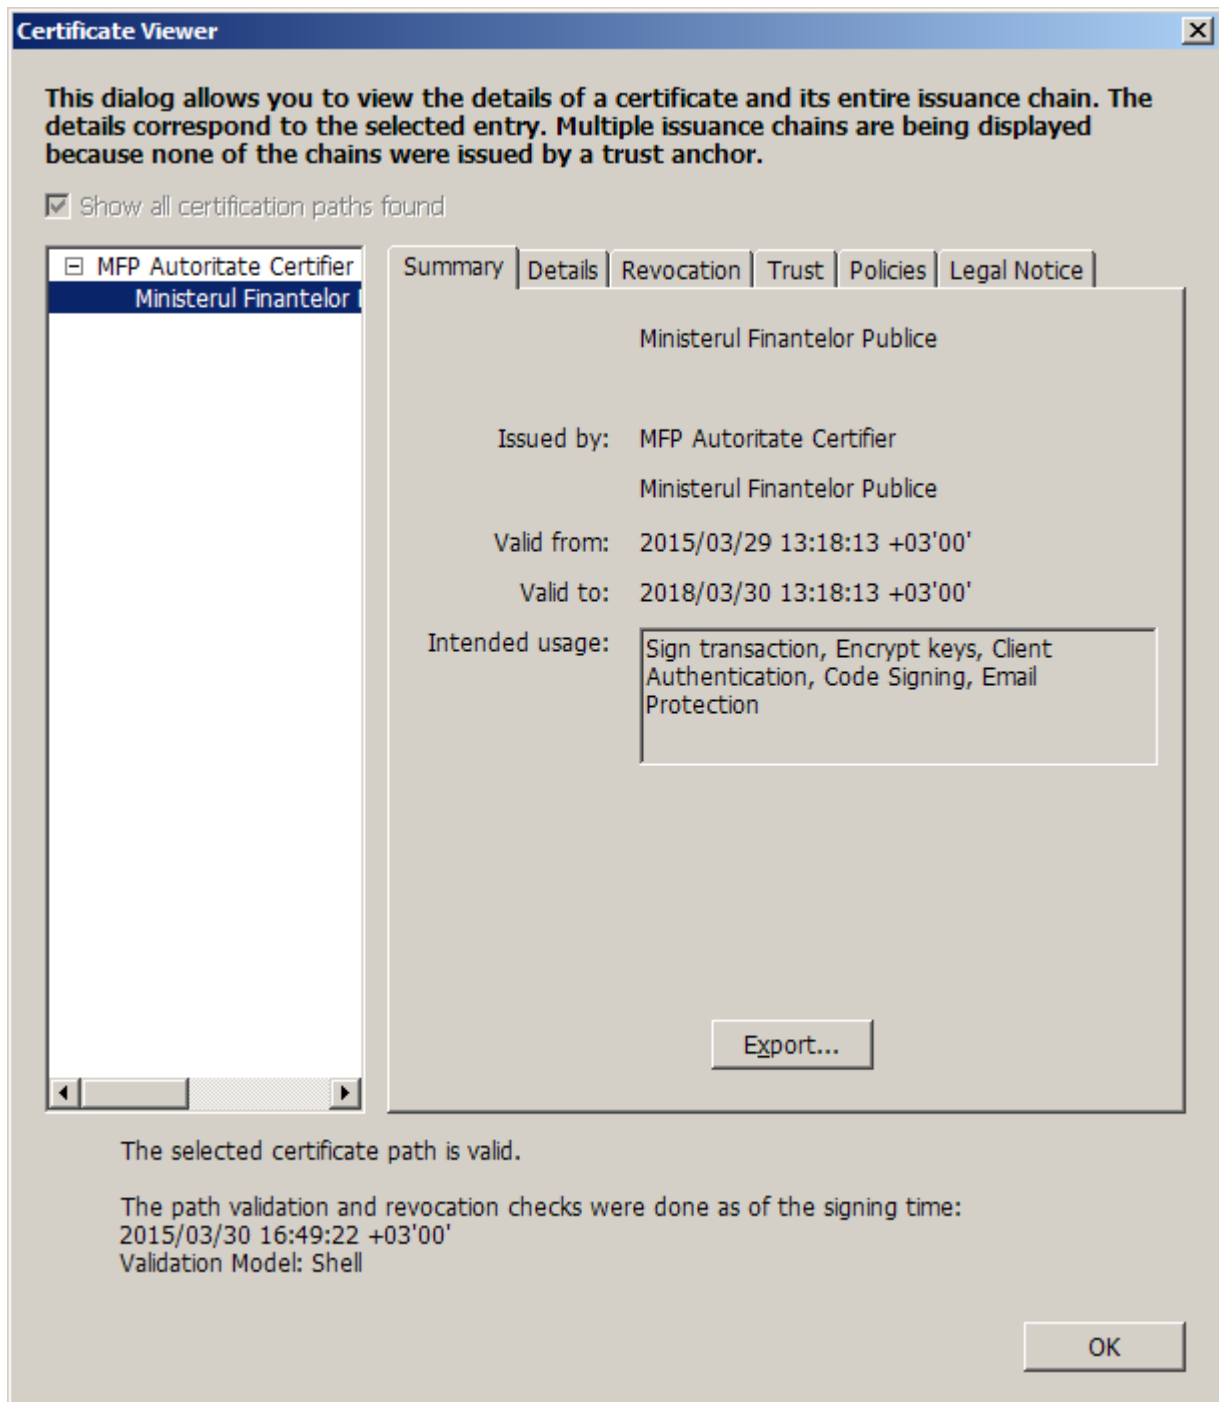 Certificate Viewer
This dialog allows you to view the details of a certificate and its entire issuance chain. The
details correspond to the selected entry. Multiple issuance chains are being displayed
because none of the chains were issued by a trust anchor.
Show all certification paths found
MFP Autoritate Certifier
Ministerul Finantelor
Summary Details Revocation Trust Policies Legal Notice
Ministerul Finantelor Publice
Issued by: MFP Autoritate Certifier
Ministerul Finantelor Publice
Valid from: 2015/03/29 13:18:13 +03'00'
Valid to: 2018/03/30 13:18:13 +03'00'
Intended usage: Sign transaction, Encrypt keys, Client
Authentication, Code Signing, Email
Protection
Export...
The selected certificate path is valid.
The path validation and revocation checks were done as of the signing time:
2015/03/30 16:49:22 +03'00'
Validation Model: Shell
OK